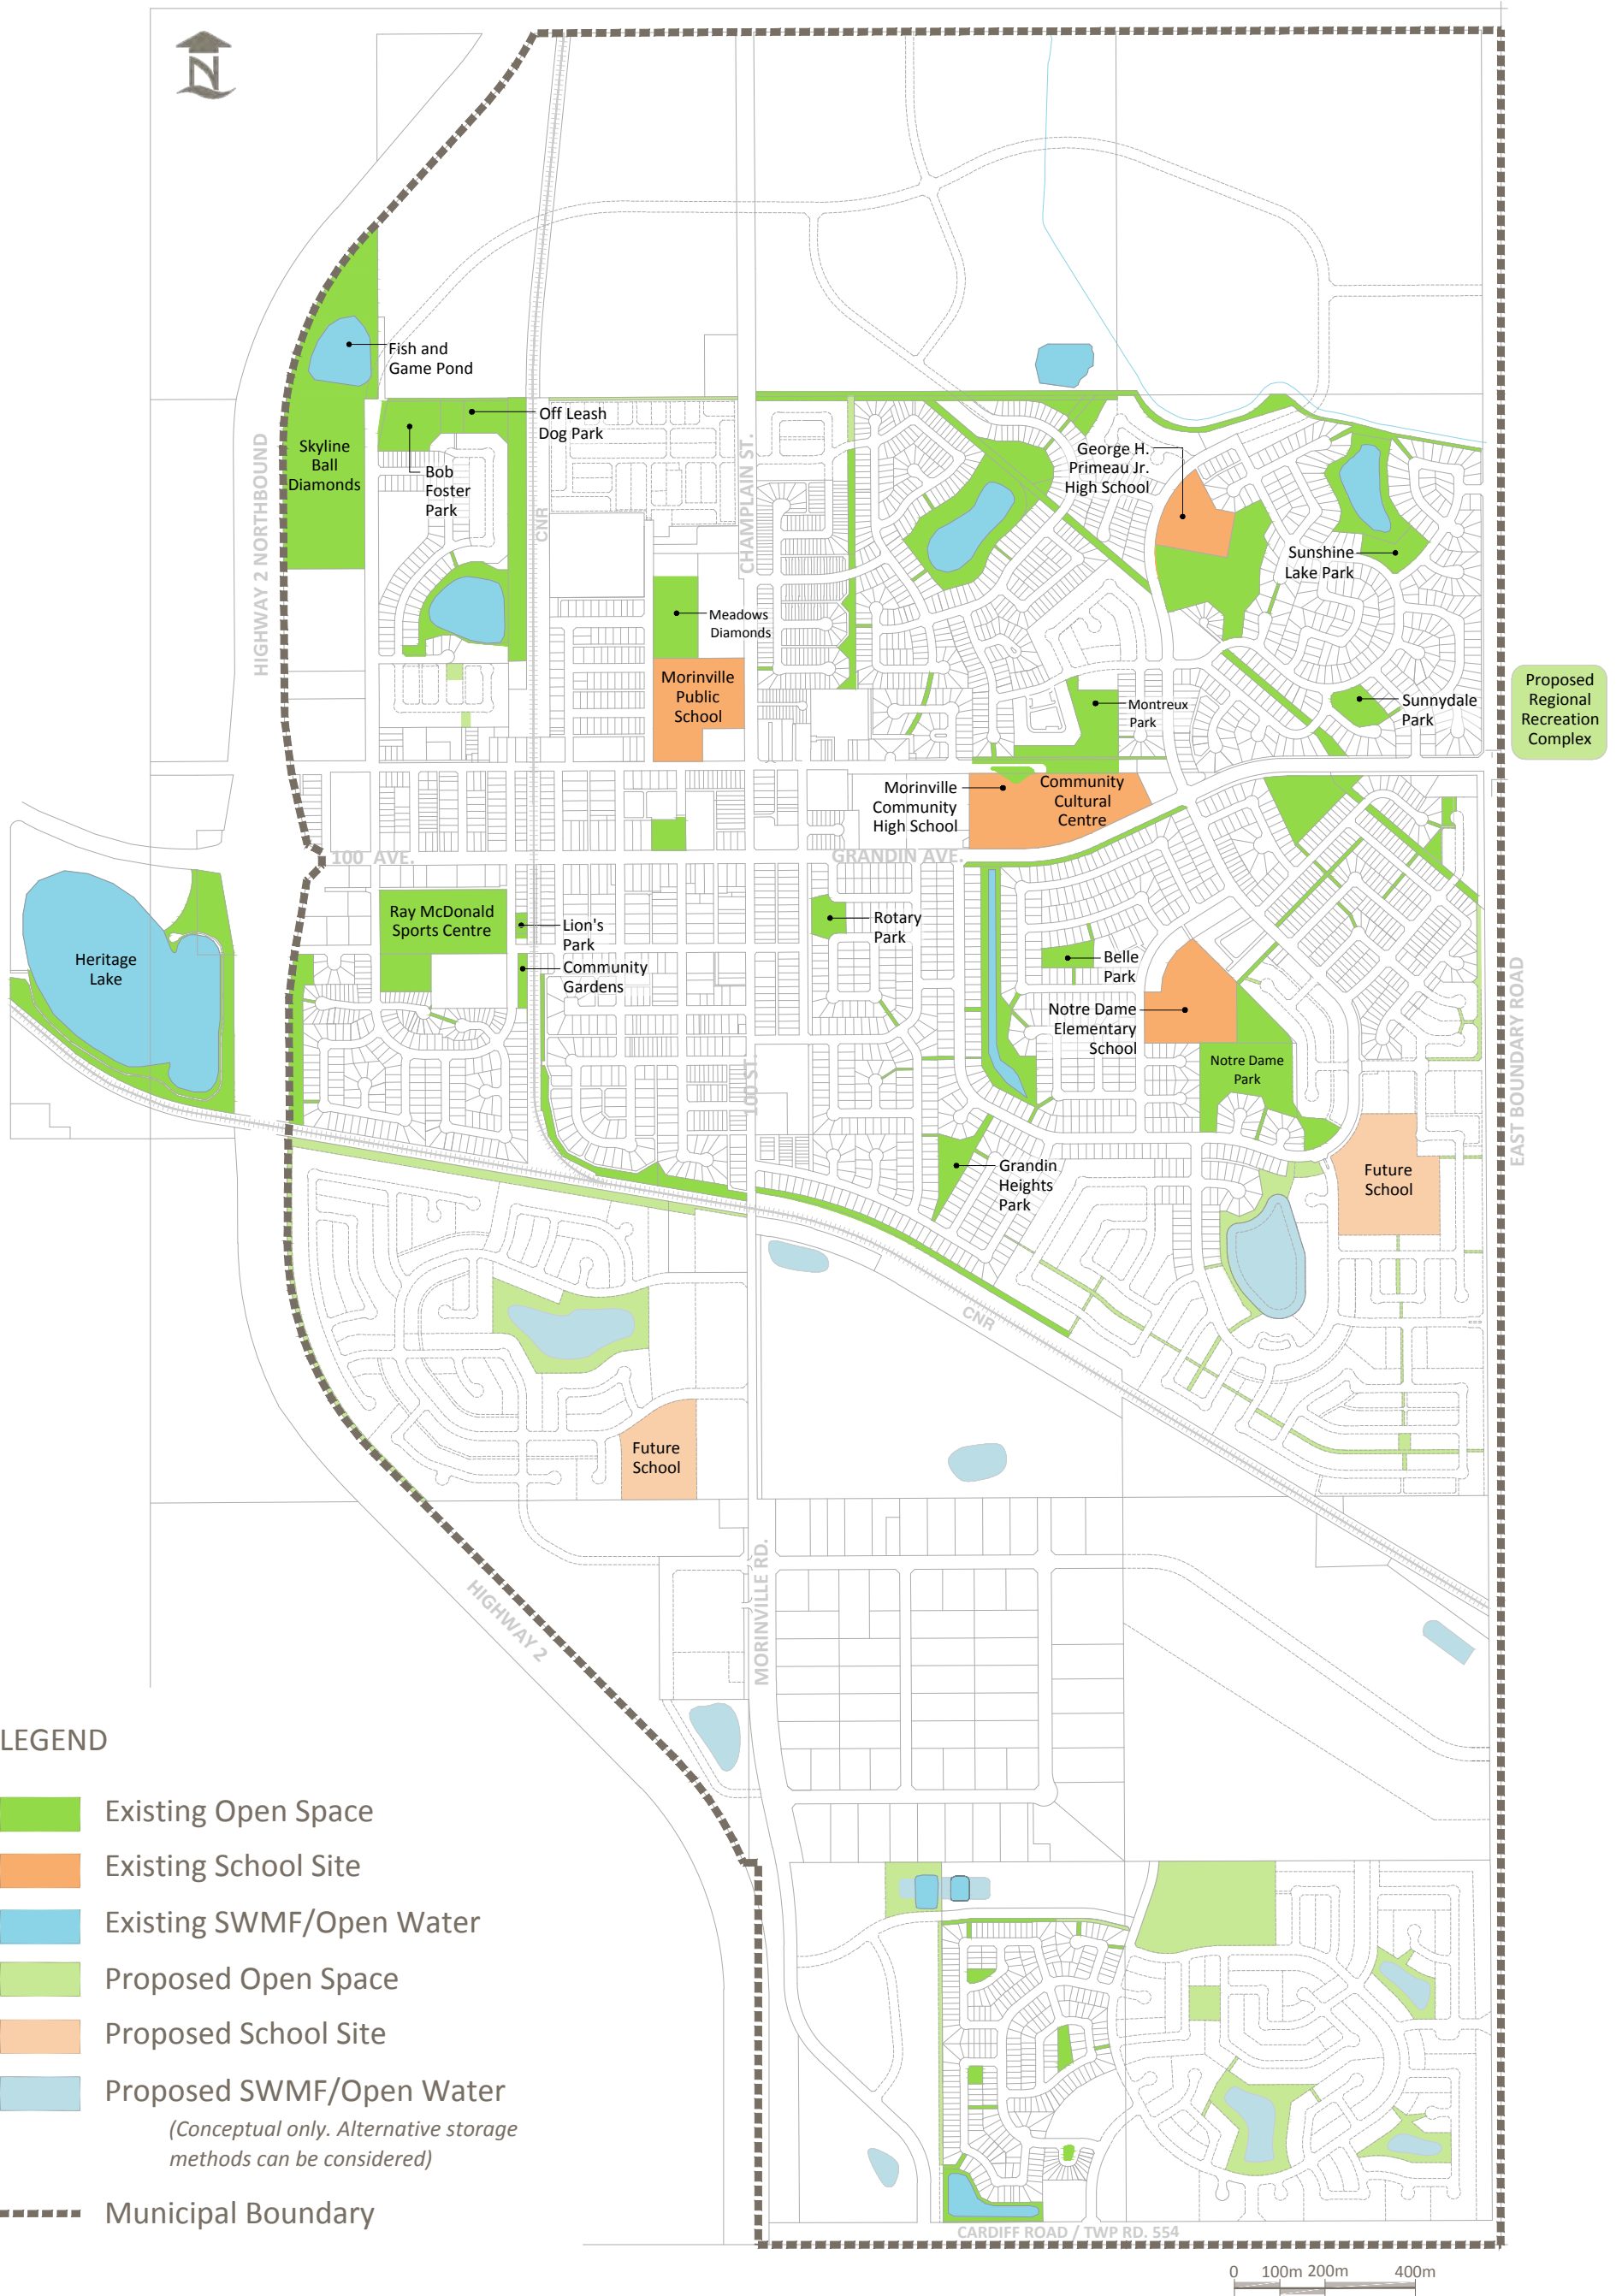 N
Fish and
Game Pond
Off Leash
Dog Park
Skyline
Ball
Diamonds
Bob
Foster
Park
HIGHWAY 2 NORTHBOUND
CNR
CHAMPLAIN ST.
George H.
Primeau Jr.
High School
Sunshine
Lake Park
Meadows
Diamonds
Morinville
Public
School
Montreux
Park
Sunnydale
Park
Proposed
Regional
Recreation
Complex
Morinville
Community
High School
Community
Cultural
Centre
100 AVE.
GRANDIN AVE.
Ray McDonald
Sports Centre
Lion's
Park
Community
Gardens
Rotary
Park
Heritage
Lake
Belle
Park
Notre Dame
Elementary
School
Notre Dame
Park
100 ST.
EAST BOUNDARY ROAD
Grandin
Heights
Park
Future
School
CNR
Future
School
HIGHWAY 2
MORINVILLE RD.
LEGEND
Existing Open Space
Existing School Site
Existing SWMF/Open Water
Proposed Open Space
Proposed School Site
Proposed SWMF/Open Water
(Conceptual only. Alternative storage
methods can be considered)
Municipal Boundary
CARDIFF ROAD / TWP RD. 554
0 100m 200m 400m